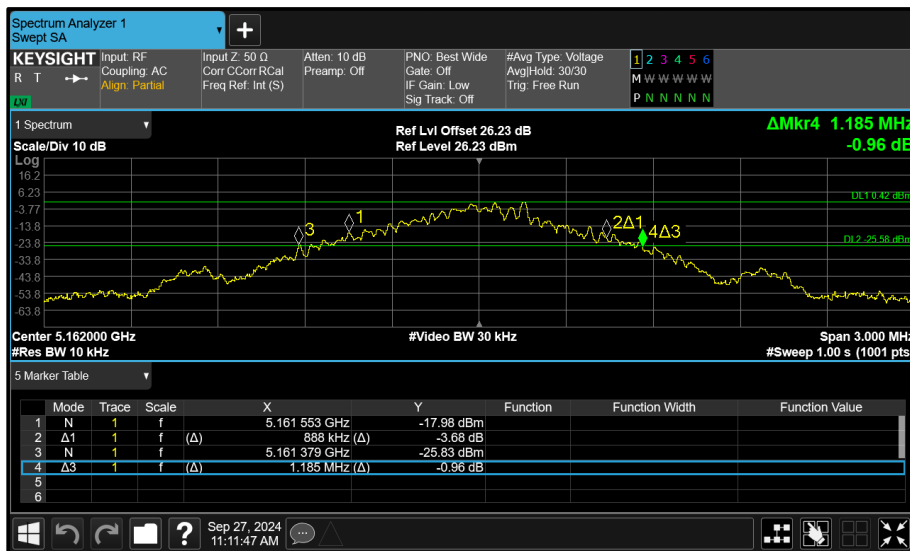 Spectrum Analyzer 1
Swept SA
+
KEYSIGHT
R T
LXI
Input: RF
Coupling: AC
Align: Partial
Input Z: 50 Ω
Corr CCorr RCal
Freq Ref: Int (S)
Atten: 10 dB
Preamp: Off
PNO: Best Wide
Gate: Off
IF Gain: Low
Sig Track: Off
#Avg Type: Voltage
Avg|Hold: 30/30
Trig: Free Run
1 2 3 4 5 6
M W W W W W
P N N N N N
1 Spectrum
Scale/Div 10 dB
Ref Lvl Offset 26.23 dB
Ref Level 26.23 dBm
ΔMkr4 1.185 MHz
-0.96 dB
Log
16.2
6.23
DL1 0.42 dBm
-3.77
-13.8
-23.8
-33.8
-43.8
-53.8
-63.8
3
1
2Δ1
4Δ3
DL2 -25.58 dBm
Center 5.162000 GHz
#Video BW 30 kHz
Span 3.000 MHz
#Res BW 10 kHz
#Sweep 1.00 s (1001 pts
5 Marker Table
Mode Trace Scale X Y Function Function Width Function Value
1 N 1 f 5.161 553 GHz -17.98 dBm
2 Δ1 1 f (Δ) 888 kHz (Δ) -3.68 dB
3 N 1 f 5.161 379 GHz -25.83 dBm
4 Δ3 1 f (Δ) 1.185 MHz (Δ) -0.96 dB
5
6
?
Sep 27, 2024
11:11:47 AM